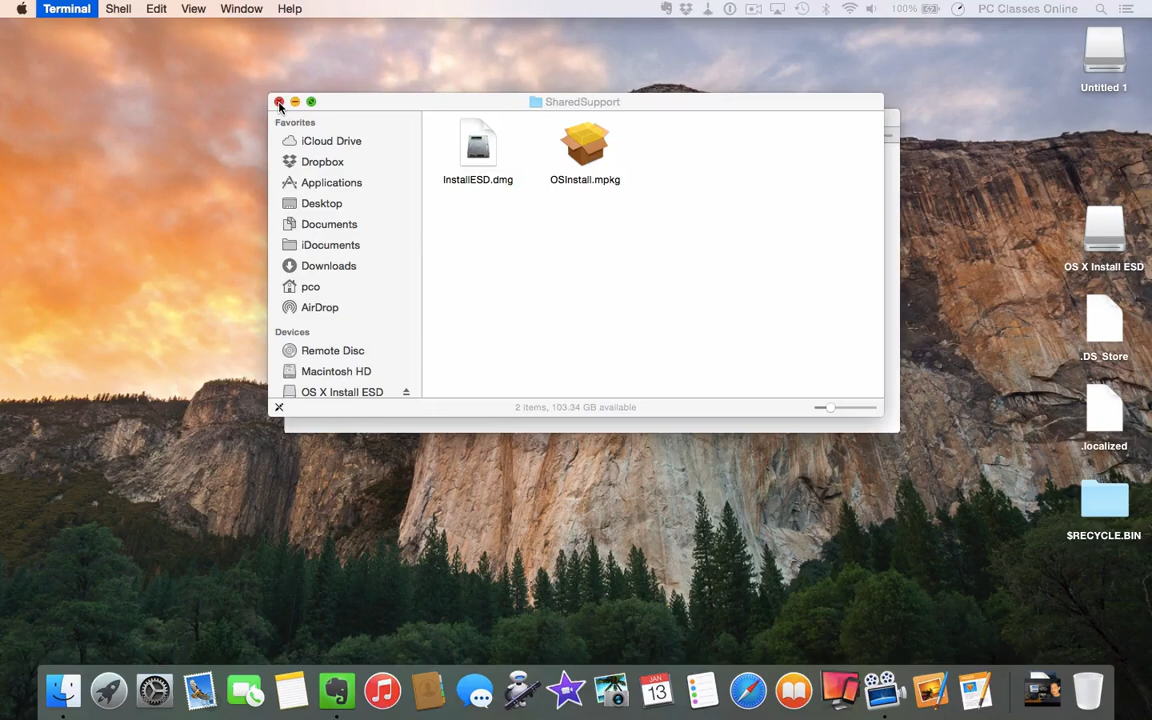 Terminal Shell Edit View Window Help 100% PC Classes Online
Untitled 1
SharedSupport
Favorites
iCloud Drive
Dropbox
Applications
Desktop
Documents
iDocuments
Downloads
pco
AirDrop
Devices
Remote Disc
Macintosh HD
OS X Install ESD
InstallESD.dmg OSInstall.mpkg
2 items, 103.34 GB available
OS X Install ESD
.DS_Store
.localized
$RECYCLE.BIN
JAN
13